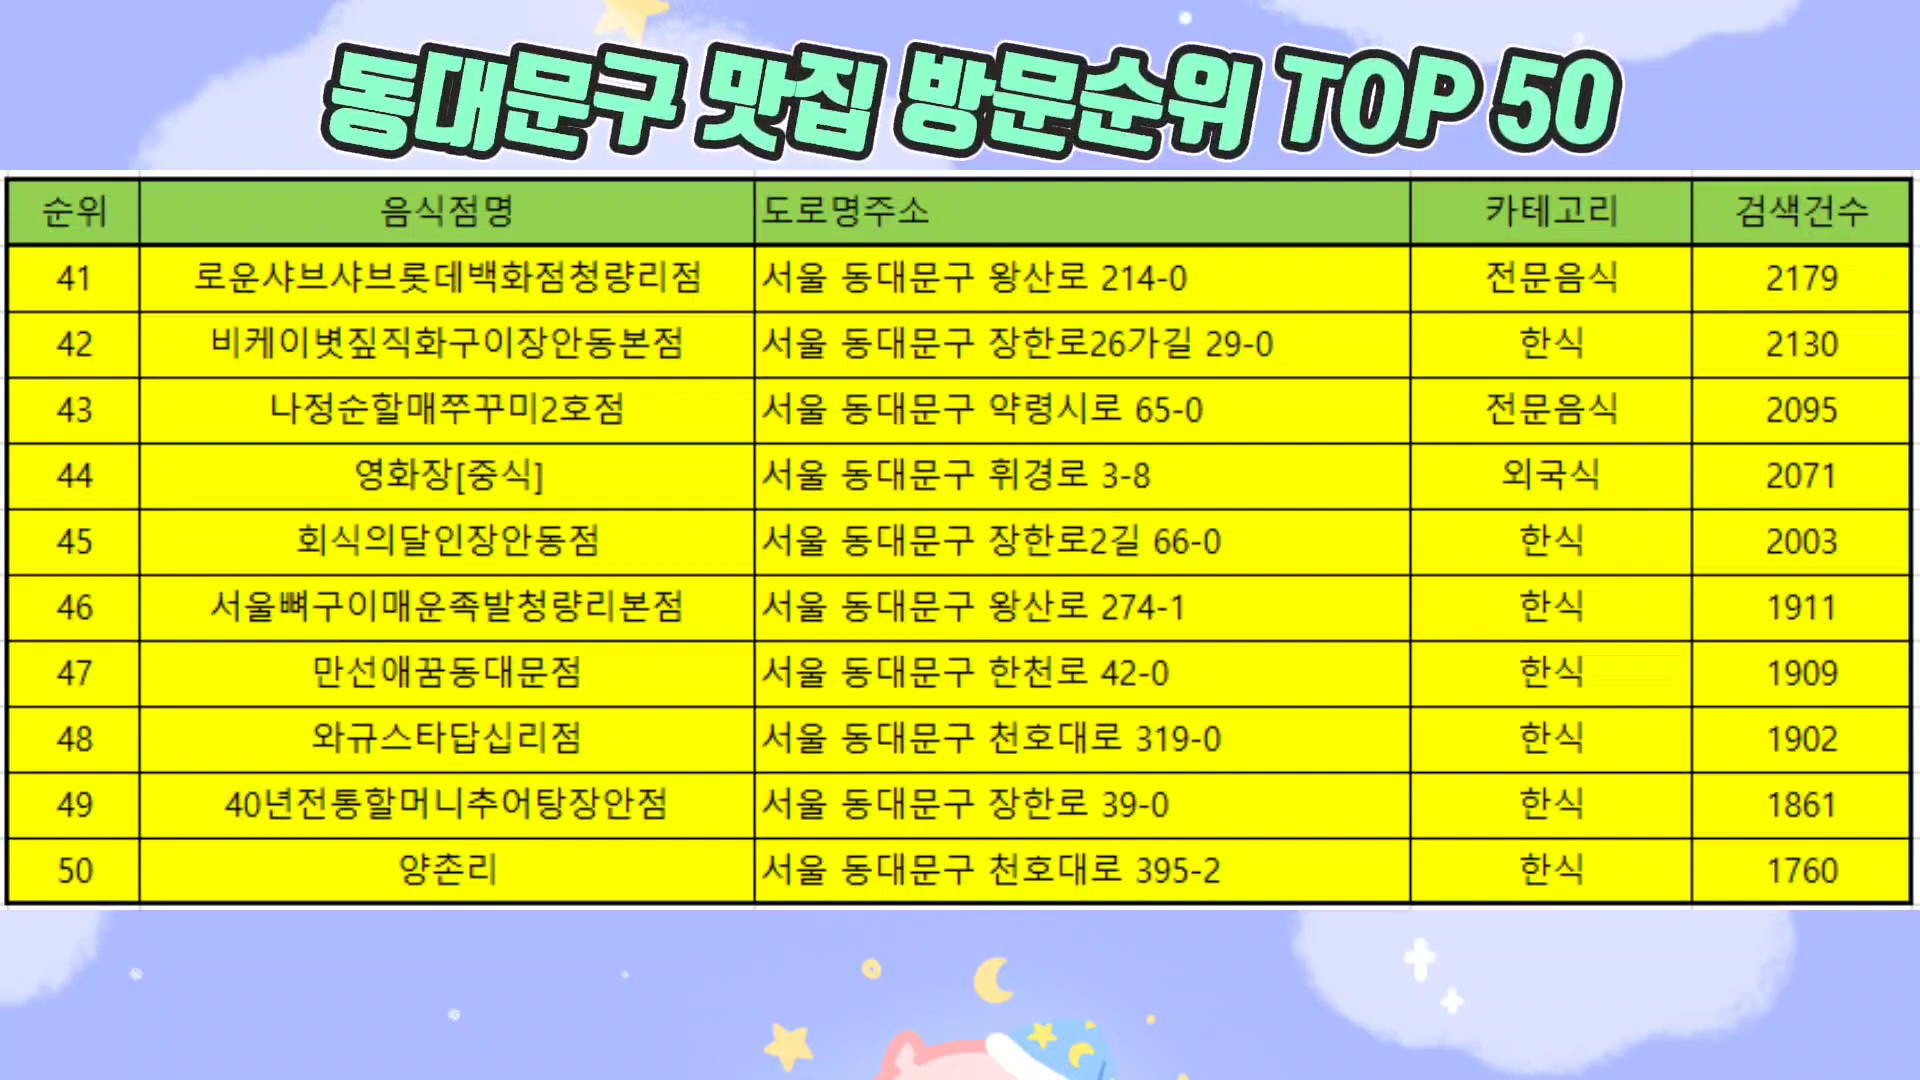 동대문구 맛집 방문순위 TOP 50
순위 음식점명 도로명주소 카테고리 검색건수
41 로운샤브샤브롯데백화점청량리점 서울 동대문구 왕산로 214-0 전문음식 2179
42 비케이볏짚직화구이장안동본점 서울 동대문구 장한로26가길 29-0 한식 2130
43 나정순할매쭈꾸미2호점 서울 동대문구 약령시로 65-0 전문음식 2095
44 영화장[중식] 서울 동대문구 휘경로 3-8 외국식 2071
45 회식의달인장안동점 서울 동대문구 장한로2길 66-0 한식 2003
46 서울뼈구이매운족발청량리본점 서울 동대문구 왕산로 274-1 한식 1911
47 만선애꿈동대문점 서울 동대문구 한천로 42-0 한식 1909
48 와규스타답십리점 서울 동대문구 천호대로 319-0 한식 1902
49 40년전통할머니추어탕장안점 서울 동대문구 장한로 39-0 한식 1861
50 양촌리 서울 동대문구 천호대로 395-2 한식 1760